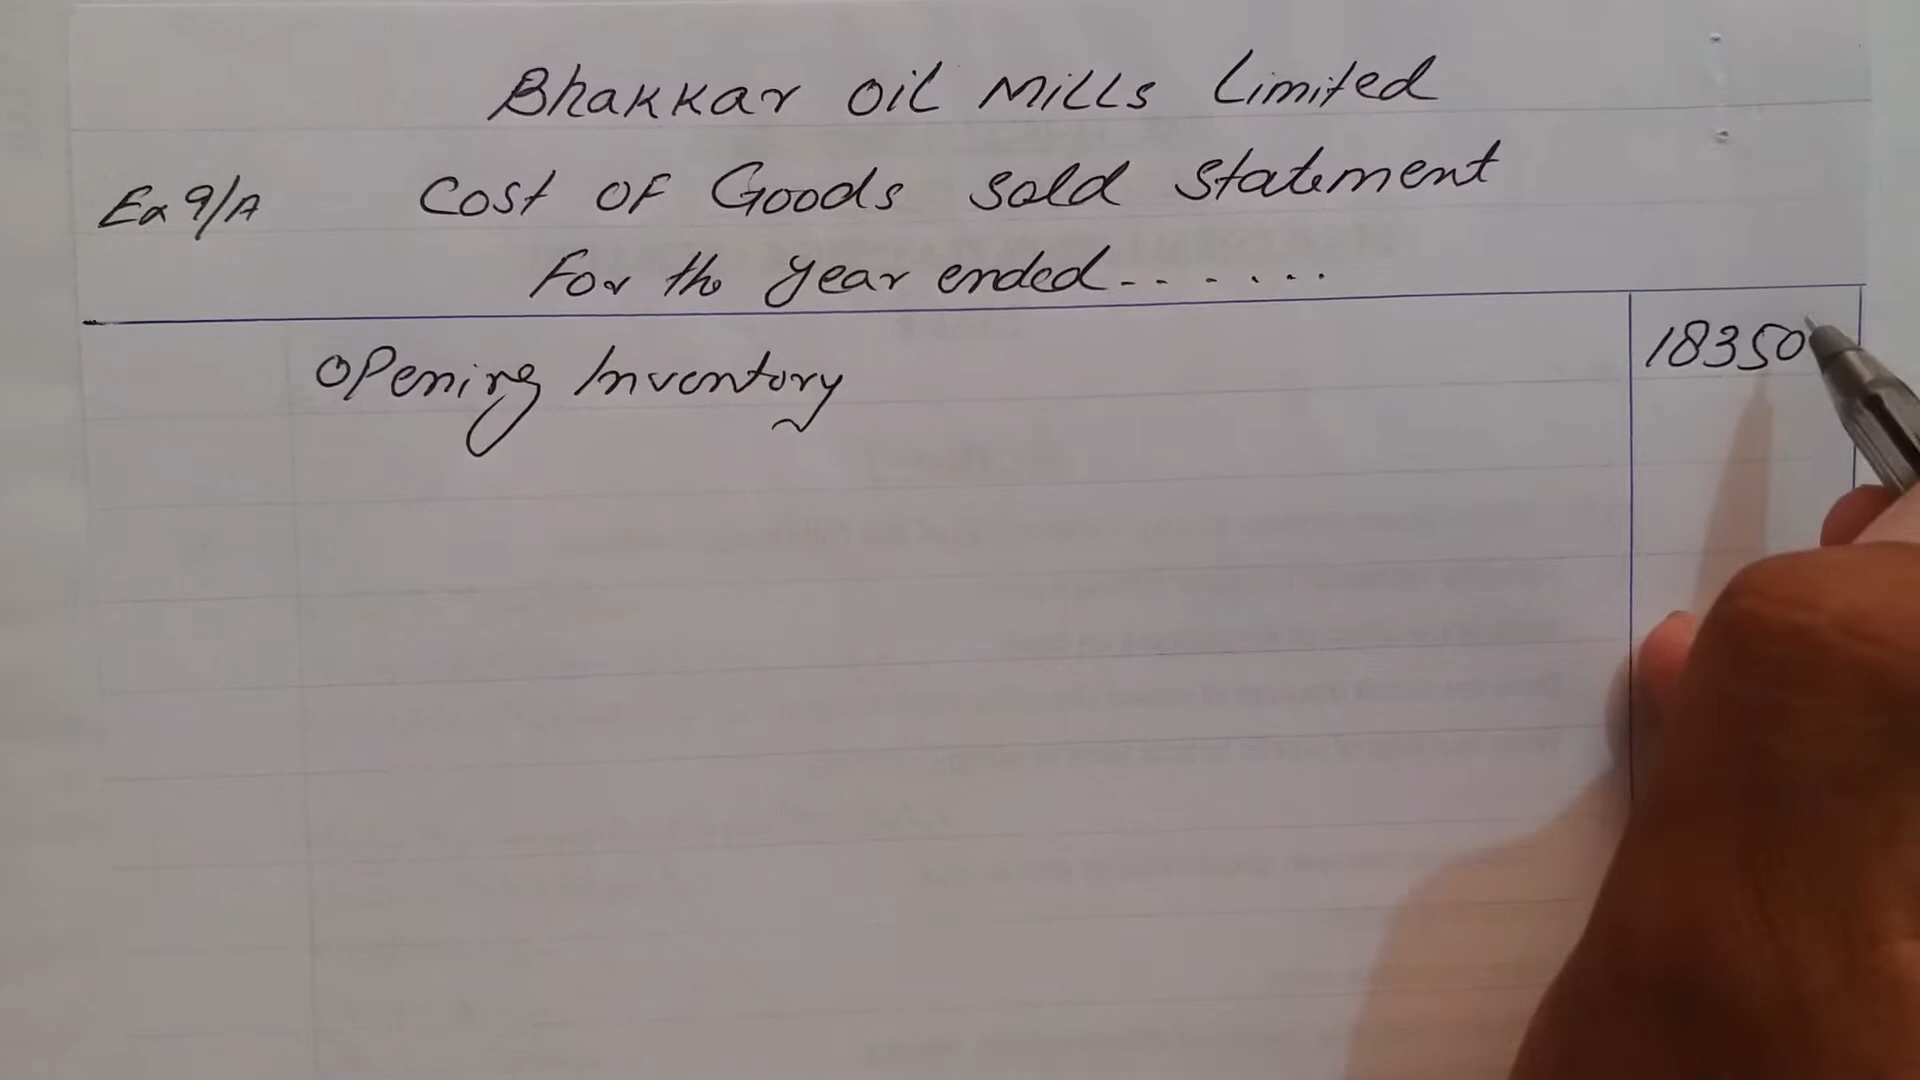 Bhakkar Oil Mills Limited
Ex 9/A Cost of Goods Sold Statement
For the year ended.......
Opening Inventory 18350